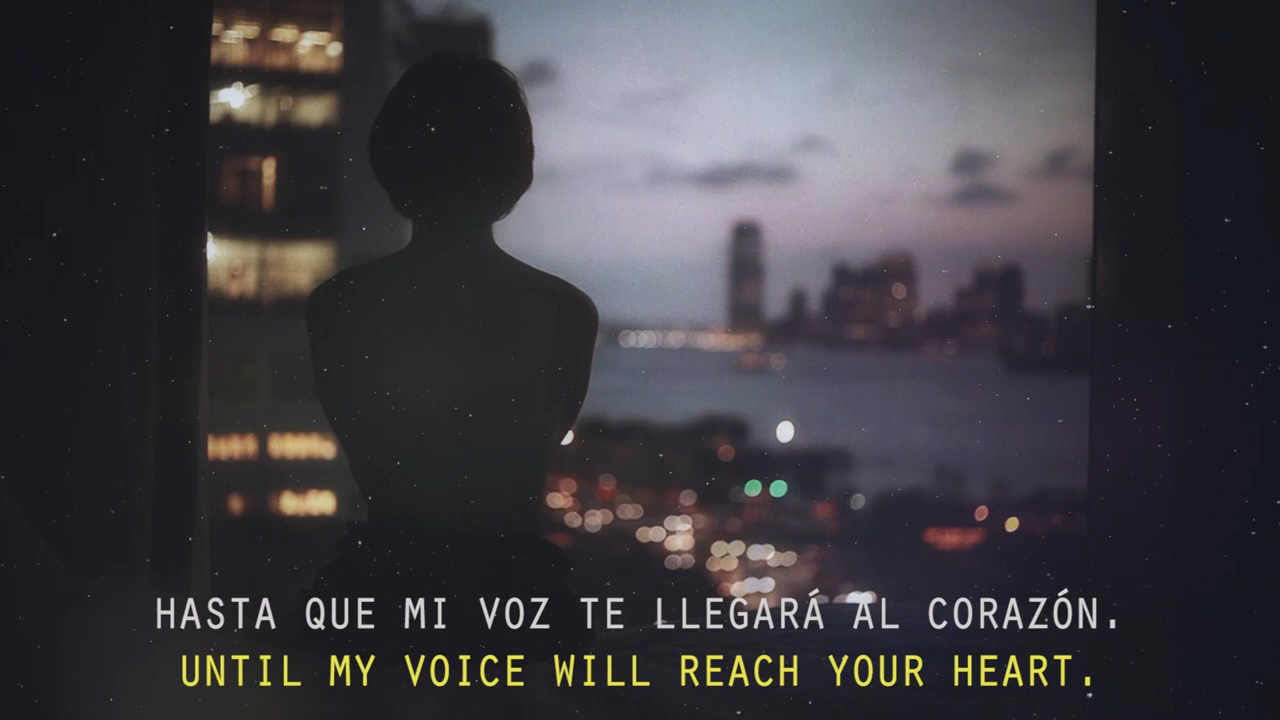 HASTA QUE MI VOZ TE LLEGARÁ AL CORAZÓN.
UNTIL MY VOICE WILL REACH YOUR HEART.